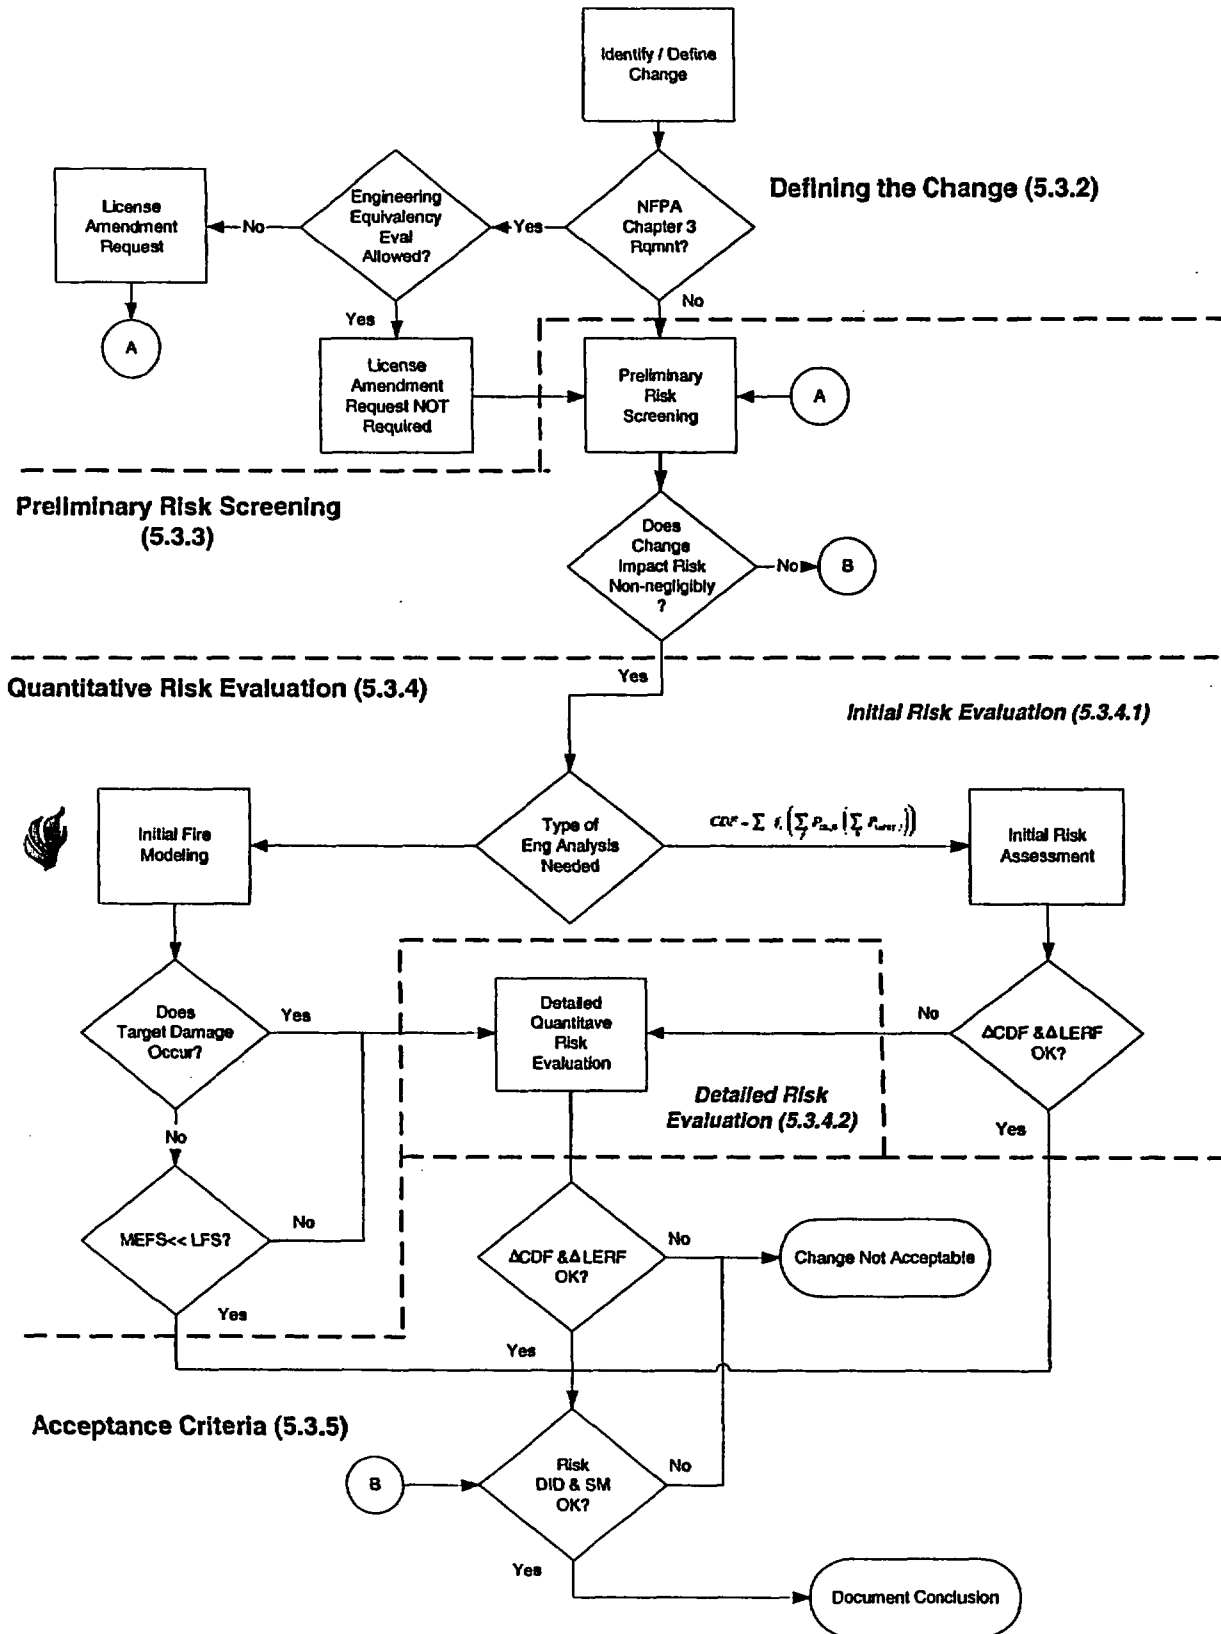 Identify / Define
Change
Defining the Change (5.3.2)
License
Amendment
Request
No
Engineering
Equivalency
Eval
Allowed?
Yes
NFPA
Chapter 3
Rqmnt?
Yes
No
A
License
Amendment
Request NOT
Required
Preliminary
Risk
Screening
A
Preliminary Risk Screening
(5.3.3)
Does
Change
Impact Risk
Non-negligibly
?
No
B
Yes
Quantitative Risk Evaluation (5.3.4)
Initial Risk Evaluation (5.3.4.1)
Initial Fire
Modeling
Type of
Eng Analysis
Needed
CDF
Initial Risk
Assessment
Does
Target Damage
Occur?
Yes
Detailed
Quantitave
Risk
Evaluation
No
ΔCDF & Δ LERF
OK?
Detailed Risk
Evaluation (5.3.4.2)
No
Yes
MEFS<< LFS?
No
ΔCDF & Δ LERF
OK?
No
Change Not Acceptable
Yes
Yes
Acceptance Criteria (5.3.5)
B
Risk
DID & SM
OK?
No
Yes
Document Conclusion